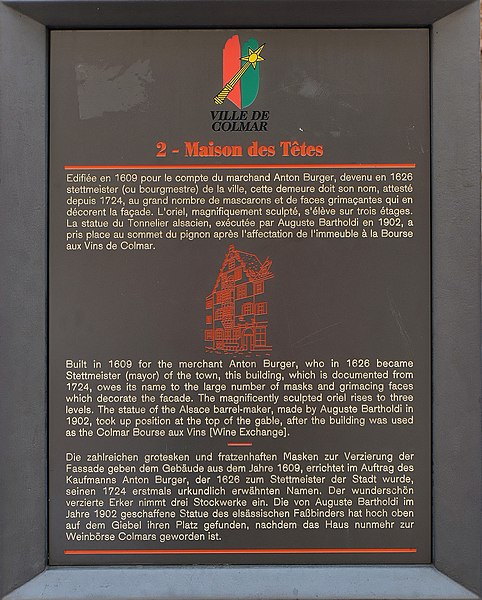 VILLE DE
COLMAR
2 - Maison des Têtes
Edifiée en 1609 pour le compte du marchand Anton Burger, devenu en 1626
stettmeister (ou bourgmestre) de la ville, cette demeure doit son nom, attesté
depuis 1724, au grand nombre de mascarons et de faces grimaçantes qui en
décorent la façade. L'oriel, magnifiquement sculpté, s'élève sur trois étages.
La statue du Tonnelier alsacien, exécutée par Auguste Bartholdi en 1902, a
pris place au sommet du pignon après l'affectation de l'immeuble à la Bourse
aux Vins de Colmar.
Built in 1609 for the merchant Anton Burger, who in 1626 became
Stettmeister (mayor) of the town, this building, which is documented from
1724, owes its name to the large number of masks and grimacing faces
which decorate the facade. The magnificently sculpted oriel rises to three
levels. The statue of the Alsace barrel-maker, made by Auguste Bartholdi in
1902, took up position at the top of the gable, after the building was used
as the Colmar Bourse aux Vins [Wine Exchange].
Die zahlreichen grotesken und fratzenhaften Masken zur Verzierung der
Fassade geben dem Gebäude aus dem Jahre 1609, errichtet im Auftrag des
Kaufmanns Anton Burger, der 1626 zum Stettmeister der Stadt wurde,
seinen 1724 erstmals urkundlich erwähnten Namen. Der wunderschön
verzierte Erker nimmt drei Stockwerke ein. Die von Auguste Bartholdi im
Jahre 1902 geschaffene Statue des elsässischen Faßbinders hat hoch oben
auf dem Giebel ihren Platz gefunden, nachdem das Haus nunmehr zur
Weinbörse Colmars geworden ist.